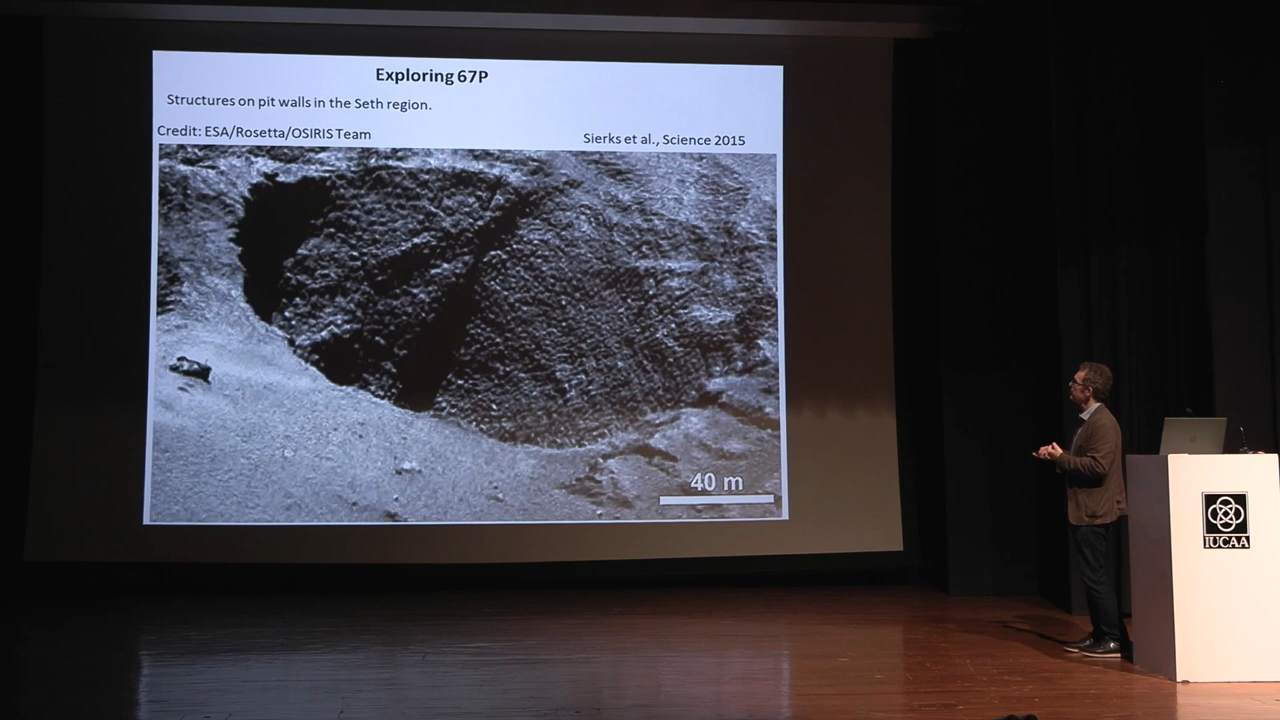 Exploring 67P
Structures on pit walls in the Seth region.
Credit: ESA/Rosetta/OSIRIS Team
Sierks et al., Science 2015
40 m
IUCAA